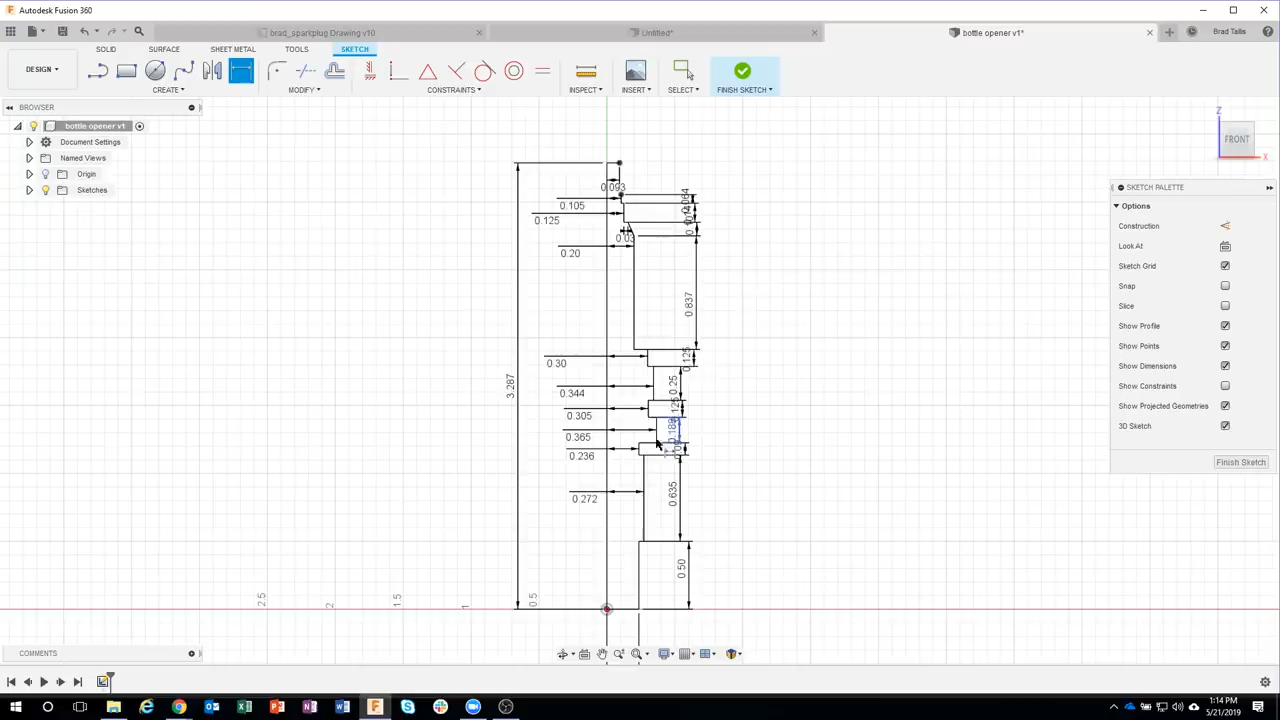 Autodesk Fusion 360
brad_sparkplug Drawing v10
Untitled*
bottle opener v1*
Brad Tallis
DESIGN
SOLID
SURFACE
SHEET METAL
TOOLS
SKETCH
CREATE
MODIFY
CONSTRAINTS
INSPECT
INSERT
SELECT
FINISH SKETCH
BROWSER
bottle opener v1
Document Settings
Named Views
Origin
Sketches
Z
FRONT
X
SKETCH PALETTE
Options
Construction
Look At
Sketch Grid
Snap
Slice
Show Profile
Show Points
Show Dimensions
Show Constraints
Show Projected Geometries
3D Sketch
Finish Sketch
0.093
0.105
0.125
0.03
0.20
0.837
0.30
0.125
3.287
0.344
0.25
0.305
0.125
0.365
0.236
0.272
0.635
0.50
2.5
2
1.5
1
0.5
COMMENTS
1:14 PM
5/21/2019